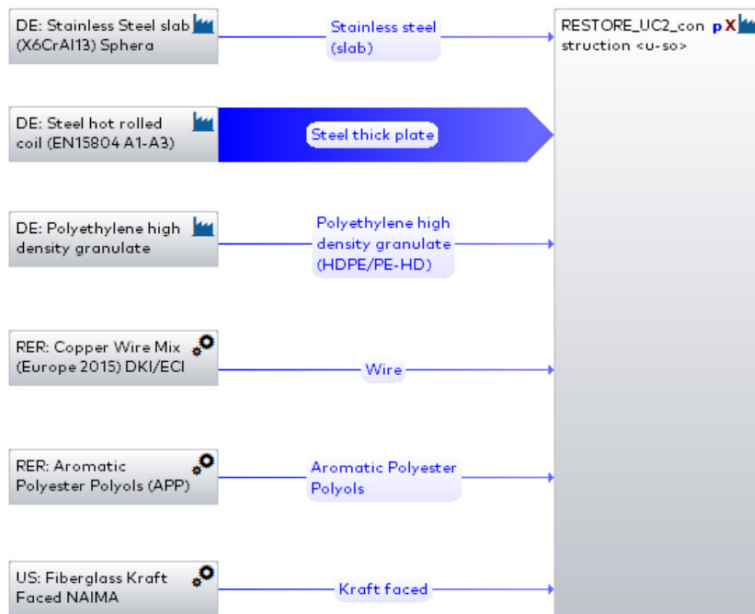 DE: Stainless Steel slab
(X6CrAl13) Sphera
Stainless steel
(slab)
RESTORE_UC2_con p X
struction <u-so>
DE: Steel hot rolled
coil (EN15804 A1-A3)
Steel thick plate
DE: Polyethylene high
density granulate
Polyethylene high
density granulate
(HDPE/PE-HD)
RER: Copper Wire Mix
(Europe 2015) DKI/ECI
Wire
RER: Aromatic
Polyester Polyols (APP)
Aromatic Polyester
Polyols
US: Fiberglass Kraft
Faced NAIMA
Kraft faced